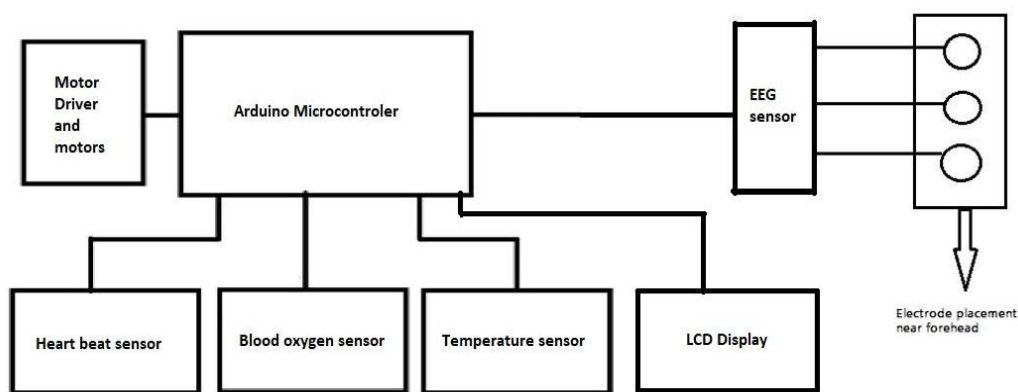 Motor
Driver
and
motors
Arduino Microcontroler
EEG
sensor
Electrode placement
near forehead
Heart beat sensor
Blood oxygen sensor
Temperature sensor
LCD Display